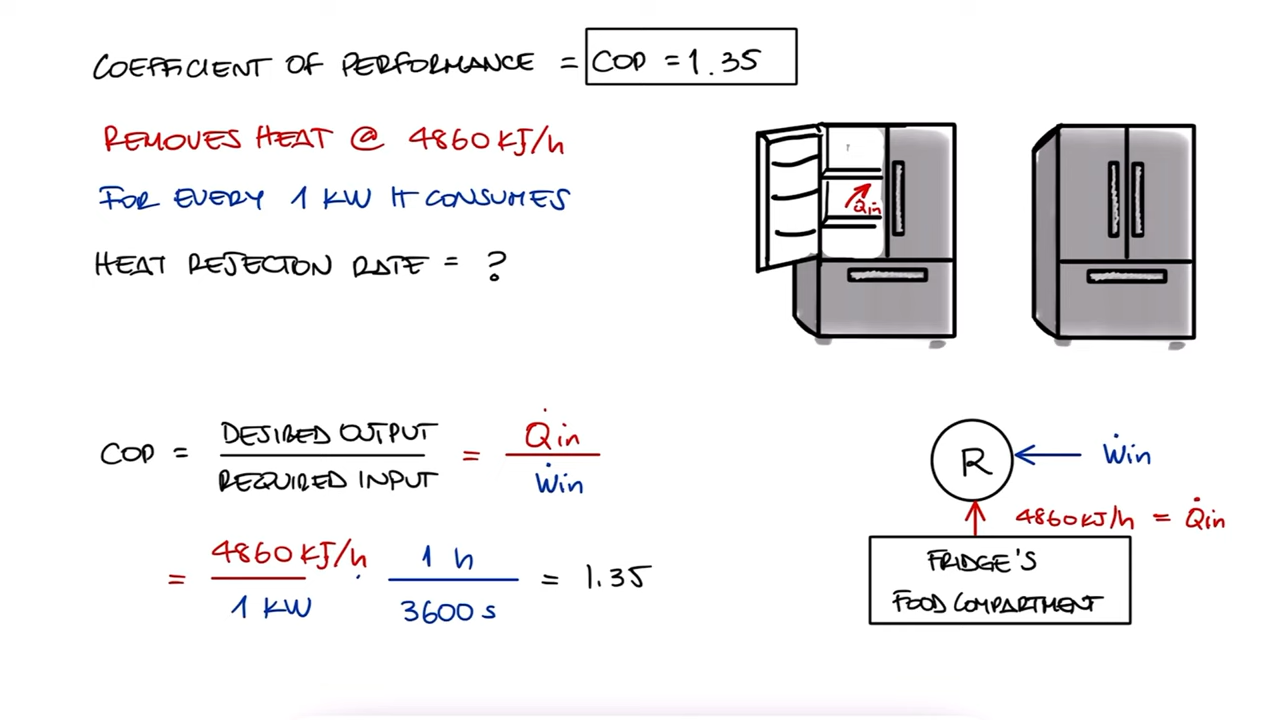 COEFFICIENT OF PERFORMANCE = COP = 1.35
REMOVES HEAT @ 4860 KJ/h
FOR EVERY 1 KW IT CONSUMES
HEAT REJECTION RATE = ?
Q̇in
COP = DESIRED OUTPUT / REQUIRED INPUT = Q̇in / Ẇin
= 4860 KJ/h / 1 KW · 1 h / 3600 s = 1.35
R
Ẇin
4860 KJ/h = Q̇in
FRIDGE'S
FOOD COMPARTMENT